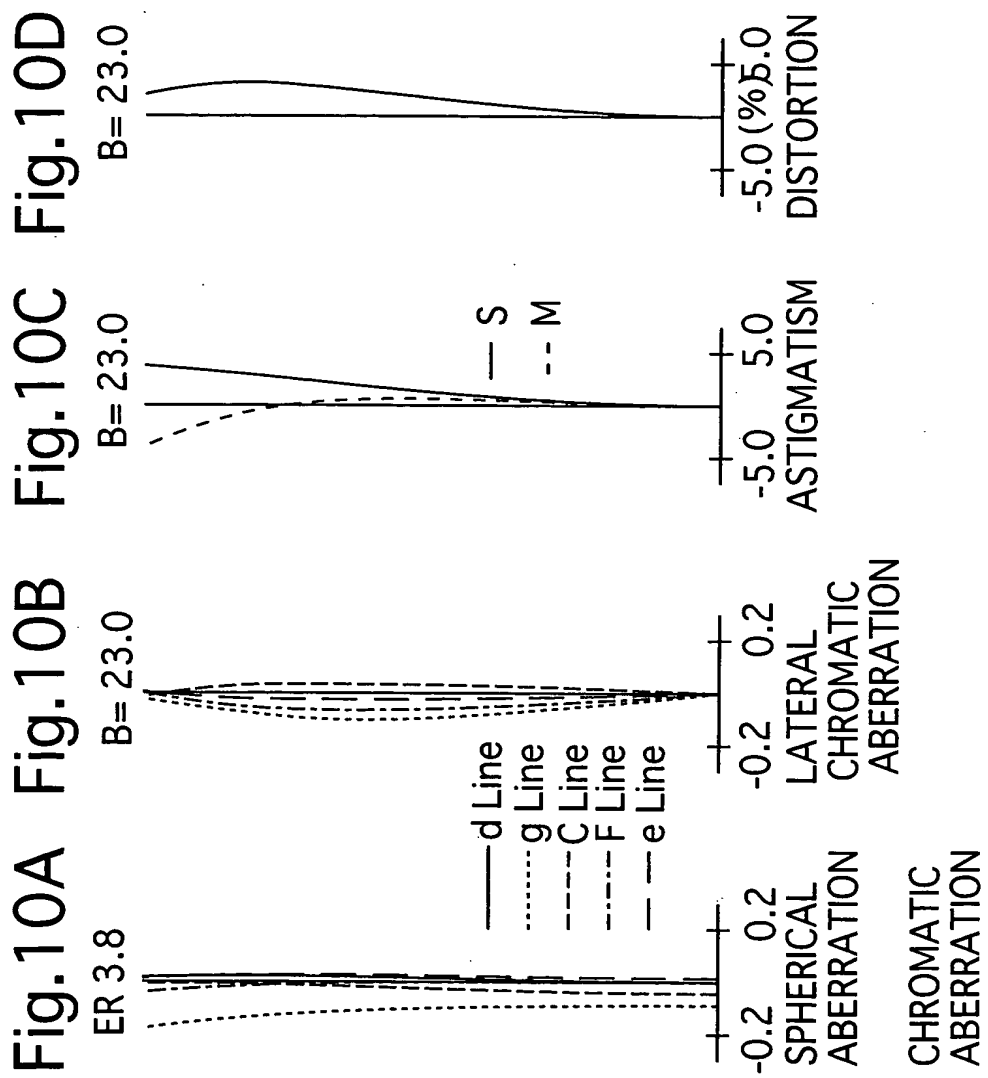 Fig.10A
ER 3.8
-0.2
0.2
SPHERICAL
ABERRATION
CHROMATIC
ABERRATION
d Line
g Line
C Line
F Line
e Line
Fig.10B
B= 23.0
-0.2
0.2
LATERAL
CHROMATIC
ABERRATION
Fig.10C
B= 23.0
S
M
-5.0
5.0
ASTIGMATISM
Fig.10D
B= 23.0
-5.0 (%)5.0
DISTORTION